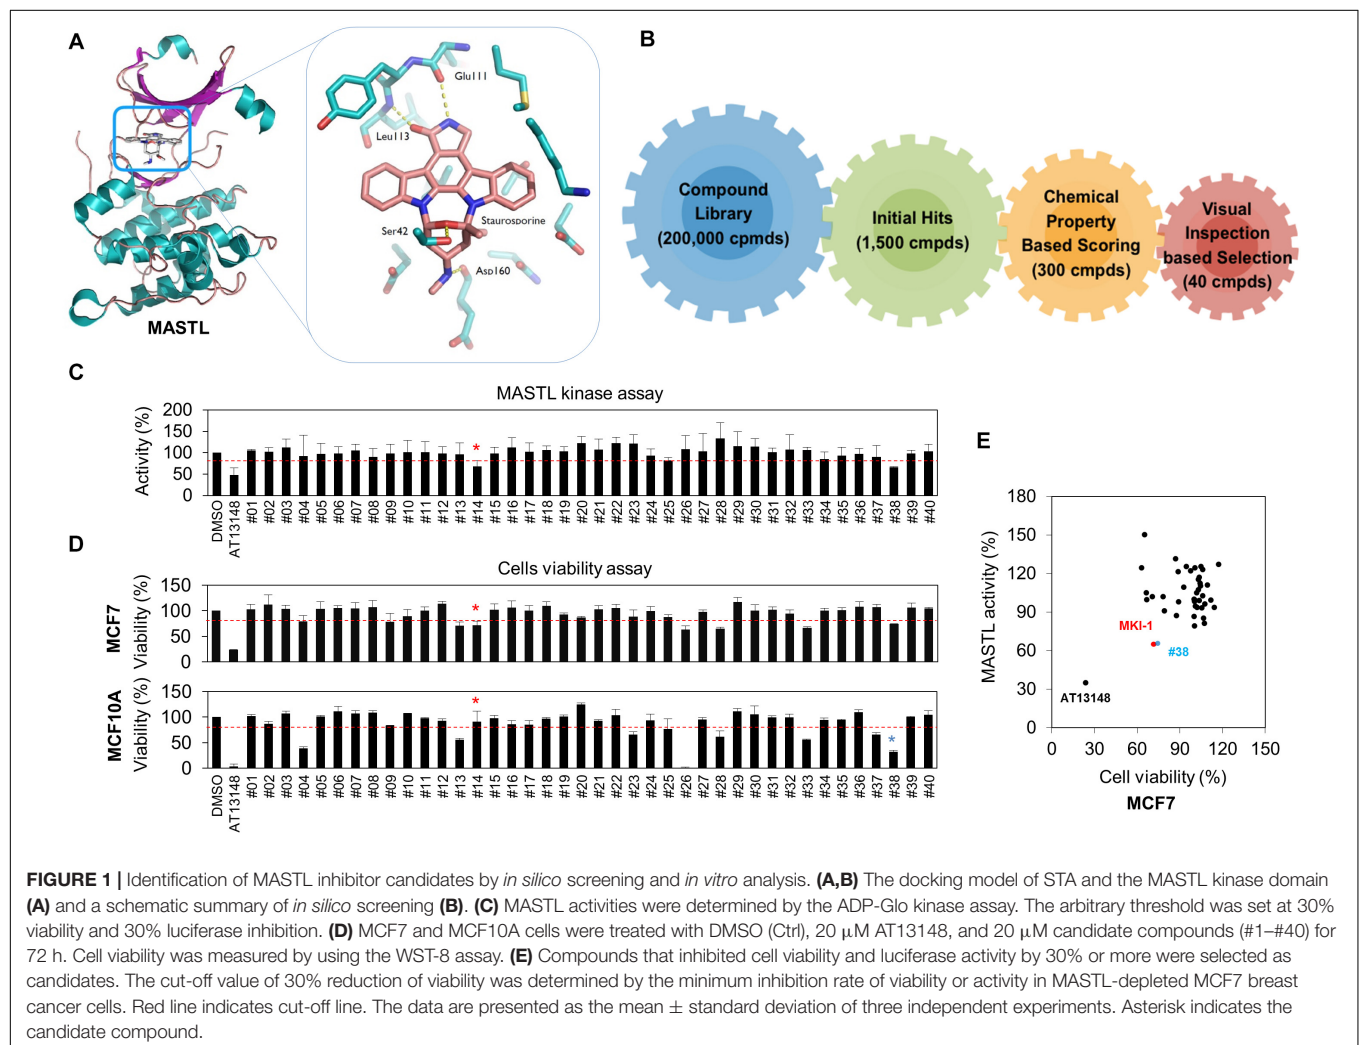 A
Glu111
Leu113
Ser42
Staurosporine
Asp160
MASTL
B
Compound
Library
(200,000 cpmds)
Initial Hits
(1,500 cmpds)
Chemical
Property
Based Scoring
(300 cmpds)
Visual
Inspection
based Selection
(40 cmpds)
C
MASTL kinase assay
Activity (%)
200
150
100
50
0
*
DMSO AT13148 #01 #02 #03 #04 #05 #06 #07 #08 #09 #10 #11 #12 #13 #14 #15 #16 #17 #18 #19 #20 #21 #22 #23 #24 #25 #26 #27 #28 #29 #30 #31 #32 #33 #34 #35 #36 #37 #38 #39 #40
D
Cells viability assay
MCF7
Viability (%)
150
100
50
0
*
MCF10A
Viability (%)
150
100
50
0
*
*
DMSO AT13148 #01 #02 #03 #04 #05 #06 #07 #08 #09 #10 #11 #12 #13 #14 #15 #16 #17 #18 #19 #20 #21 #22 #23 #24 #25 #26 #27 #28 #29 #30 #31 #32 #33 #34 #35 #36 #37 #38 #39 #40
E
MASTL activity (%)
180
150
120
90
60
30
0
MKI-1
#38
AT13148
0 30 60 90 120 150
Cell viability (%)
MCF7
FIGURE 1 | Identification of MASTL inhibitor candidates by in silico screening and in vitro analysis. (A,B) The docking model of STA and the MASTL kinase domain
(A) and a schematic summary of in silico screening (B). (C) MASTL activities were determined by the ADP-Glo kinase assay. The arbitrary threshold was set at 30%
viability and 30% luciferase inhibition. (D) MCF7 and MCF10A cells were treated with DMSO (Ctrl), 20 μM AT13148, and 20 μM candidate compounds (#1–#40) for
72 h. Cell viability was measured by using the WST-8 assay. (E) Compounds that inhibited cell viability and luciferase activity by 30% or more were selected as
candidates. The cut-off value of 30% reduction of viability was determined by the minimum inhibition rate of viability or activity in MASTL-depleted MCF7 breast
cancer cells. Red line indicates cut-off line. The data are presented as the mean ± standard deviation of three independent experiments. Asterisk indicates the
candidate compound.